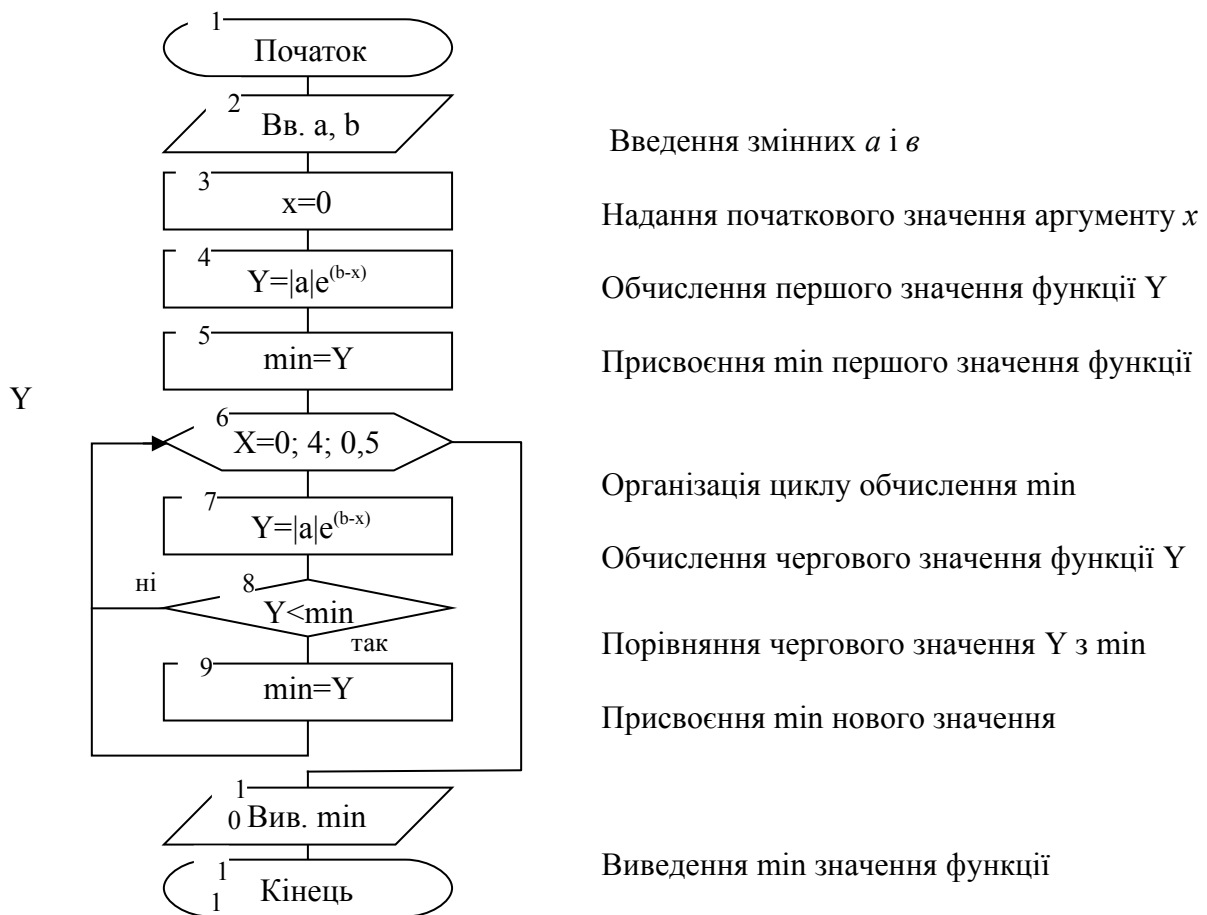 1
Початок
2
Вв. a, b
Введення змінних а і в
3
x=0
Надання початкового значення аргументу x
4
Y=|a|e^(b-x)
Обчислення першого значення функції Y
5
min=Y
Присвоєння min першого значення функції
Y
6
X=0; 4; 0,5
Організація циклу обчислення min
7
Y=|a|e^(b-x)
Обчислення чергового значення функції Y
ні
8
Y<min
так
Порівняння чергового значення Y з min
9
min=Y
Присвоєння min нового значення
1
0 Вив. min
Виведення min значення функції
1
1 Кінець